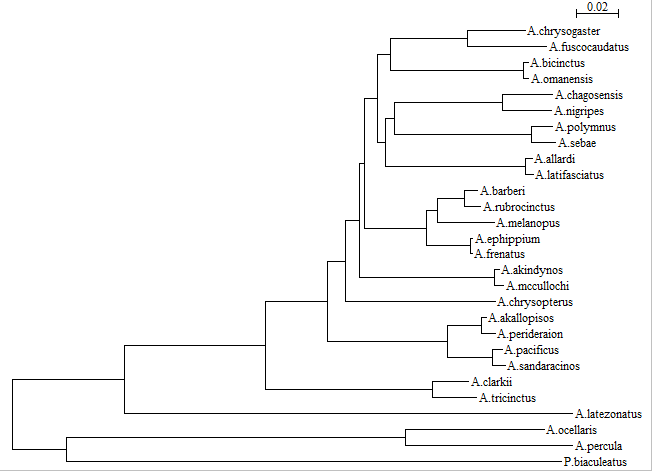 0.02
A.chrysogaster
A.fuscocaudatus
A.bicinctus
A.omanensis
A.chagosensis
A.nigripes
A.polymnus
A.sebae
A.allardi
A.latifasciatus
A.barberi
A.rubrocinctus
A.melanopus
A.ephippium
A.frenatus
A.akindynos
A.mccullochi
A.chrysopterus
A.akallopisos
A.perideraion
A.pacificus
A.sandaracinos
A.clarkii
A.tricinctus
A.latezonatus
A.ocellaris
A.percula
P.biaculeatus